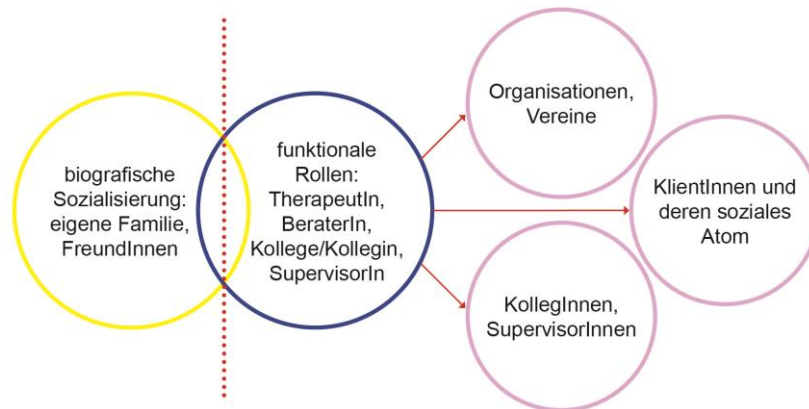 biografische
Sozialisierung:
eigene Familie,
FreundInnen
funktionale
Rollen:
TherapeutIn,
BeraterIn,
Kollege/Kollegin,
SupervisorIn
Organisationen,
Vereine
KlientInnen und
deren soziales
Atom
KollegInnen,
SupervisorInnen